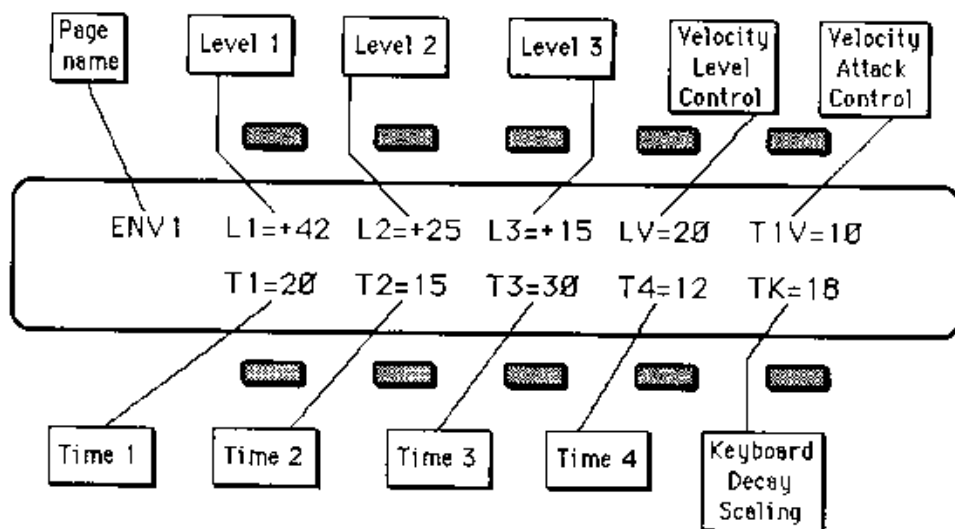 Page
name
Level 1
Level 2
Level 3
Velocity
Level
Control
Velocity
Attack
Control
ENV1 L1=+42 L2=+25 L3=+15 LV=20 T1V=10
T1=20 T2=15 T3=30 T4=12 TK=18
Time 1
Time 2
Time 3
Time 4
Keyboard
Decay
Scaling